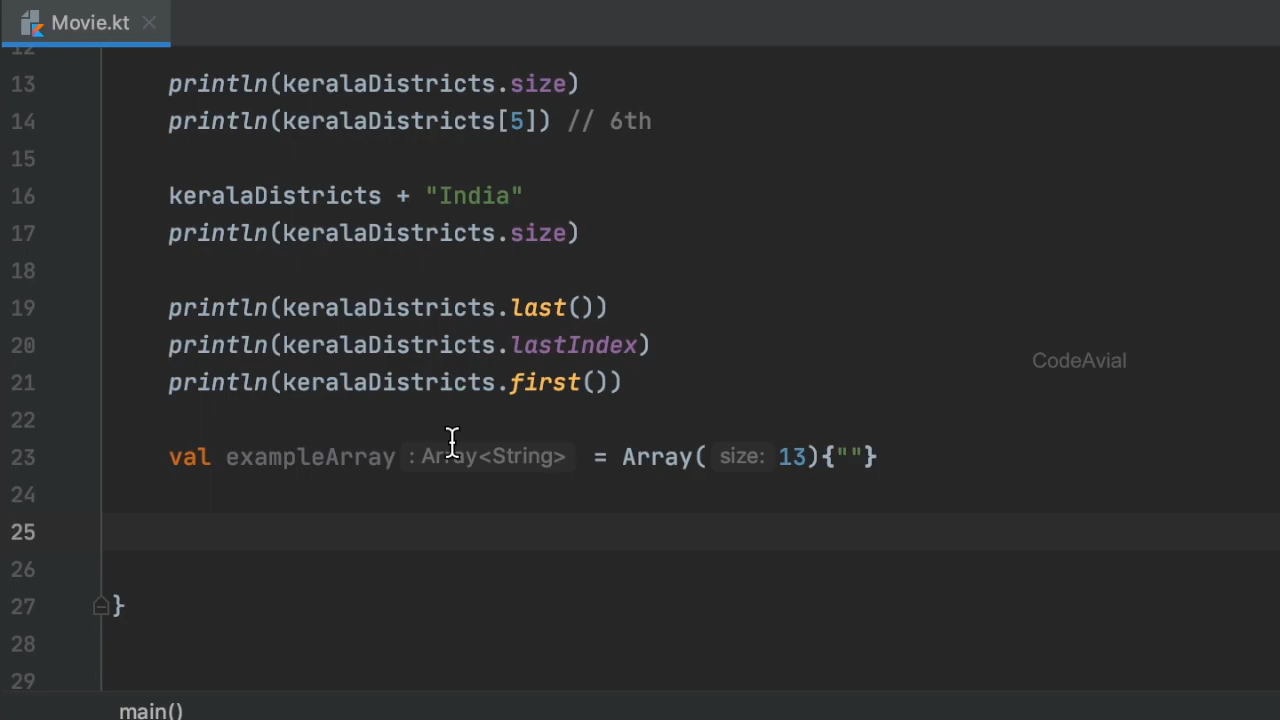 Movie.kt
12
13 println(keralaDistricts.size)
14 println(keralaDistricts[5]) // 6th
15
16 keralaDistricts + "India"
17 println(keralaDistricts.size)
18
19 println(keralaDistricts.last())
20 println(keralaDistricts.lastIndex)
CodeAvial
21 println(keralaDistricts.first())
22
23 val exampleArray : Array<String> = Array( size: 13){""}
24
25
26
27 }
28
29
main()